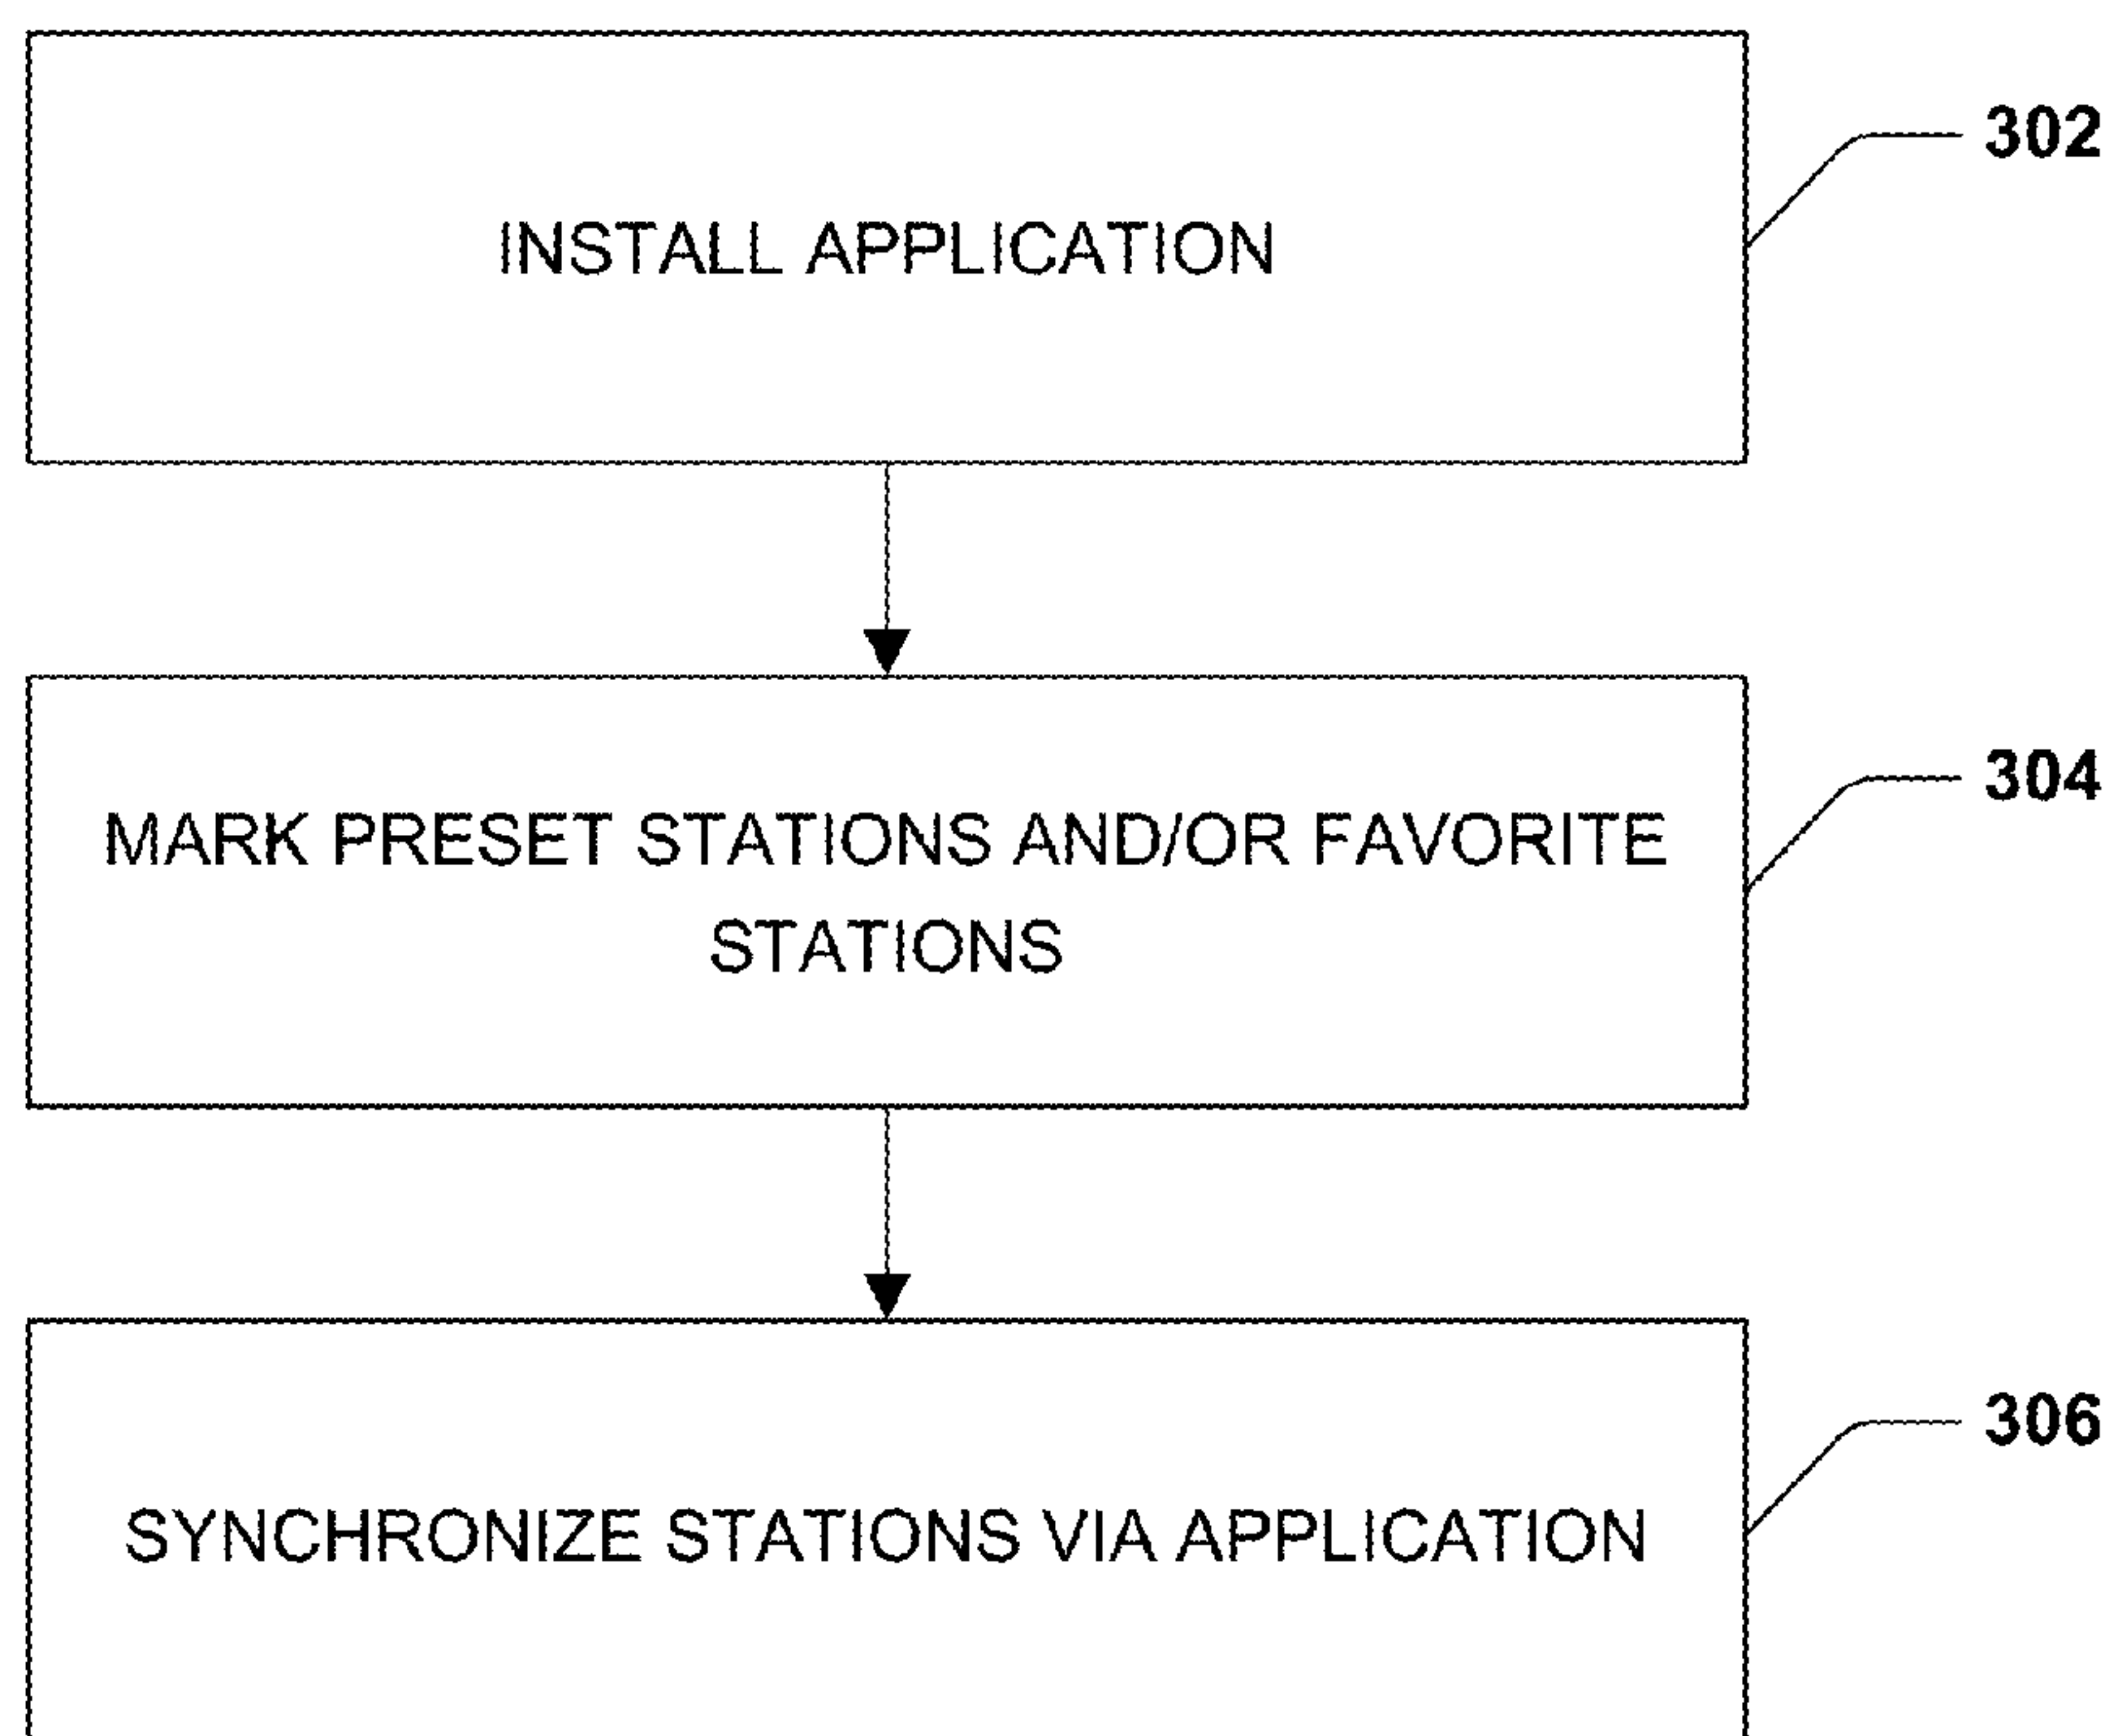 302
INSTALL APPLICATION
304
MARK PRESET STATIONS AND/OR FAVORITE
STATIONS
306
SYNCHRONIZE STATIONS VIA APPLICATION